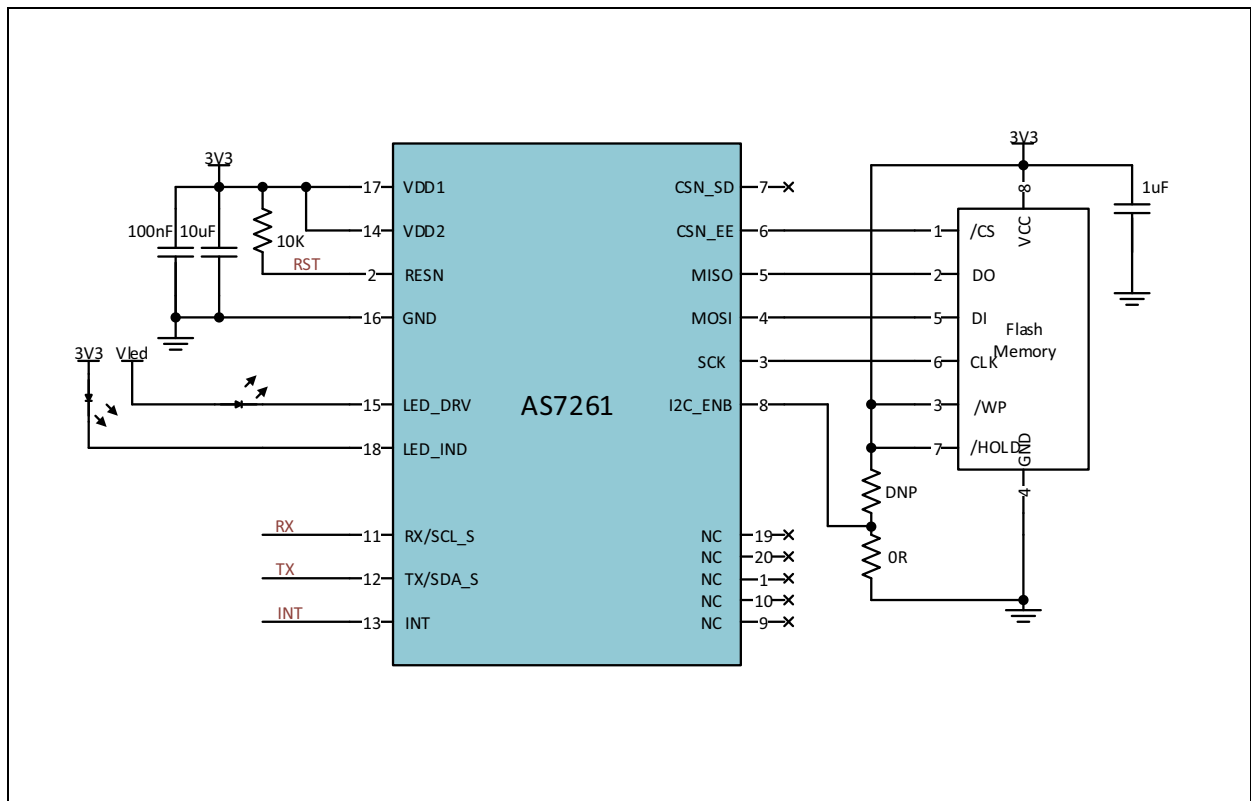 3V3
100nF 10uF
10K
RST
3V3 Vled
RX
TX
INT
17 VDD1
14 VDD2
2 RESN
16 GND
15 LED_DRV
18 LED_IND
11 RX/SCL_S
12 TX/SDA_S
13 INT
AS7261
CSN_SD 7
CSN_EE 6
MISO 5
MOSI 4
SCK 3
I2C_ENB 8
NC 19
NC 20
NC 1
NC 10
NC 9
3V3
1uF
8 VCC
1 /CS
2 DO
5 DI
6 CLK
3 /WP
7 /HOLD
Flash
Memory
GND 4
DNP
0R